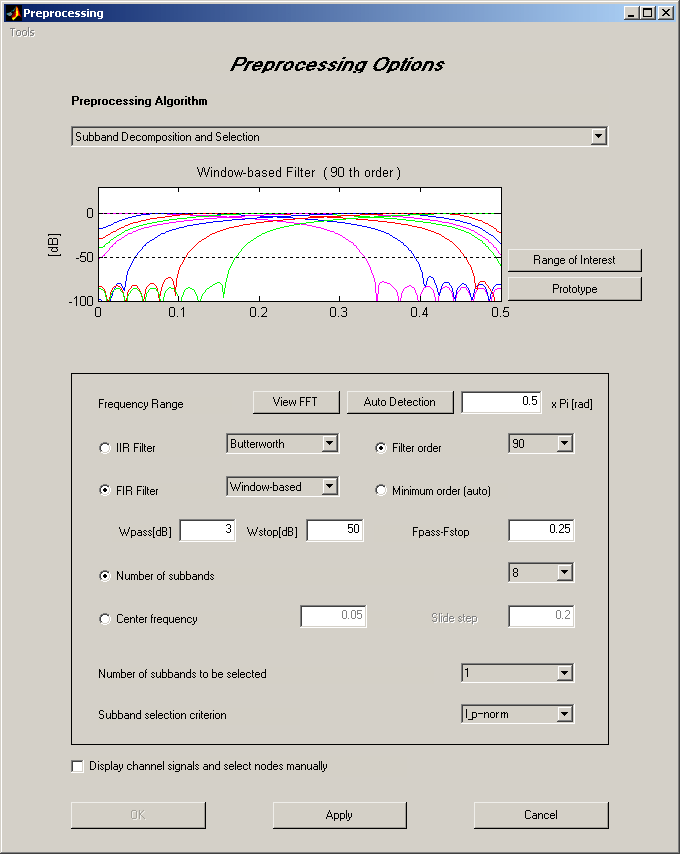 Preprocessing
Tools
Preprocessing Options
Preprocessing Algorithm
Subband Decomposition and Selection
Window-based Filter ( 90 th order )
0
-50
-100
[dB]
0 0.1 0.2 0.3 0.4 0.5
Range of Interest
Prototype
Frequency Range View FFT Auto Detection 0.5 x Pi [rad]
IIR Filter Butterworth Filter order 90
FIR Filter Window-based Minimum order (auto)
Wpass[dB] 3 Wstop[dB] 50 Fpass-Fstop 0.25
Number of subbands 8
Center frequency 0.05 Slide step 0.2
Number of subbands to be selected 1
Subband selection criterion l_p-norm
Display channel signals and select nodes manually
OK Apply Cancel